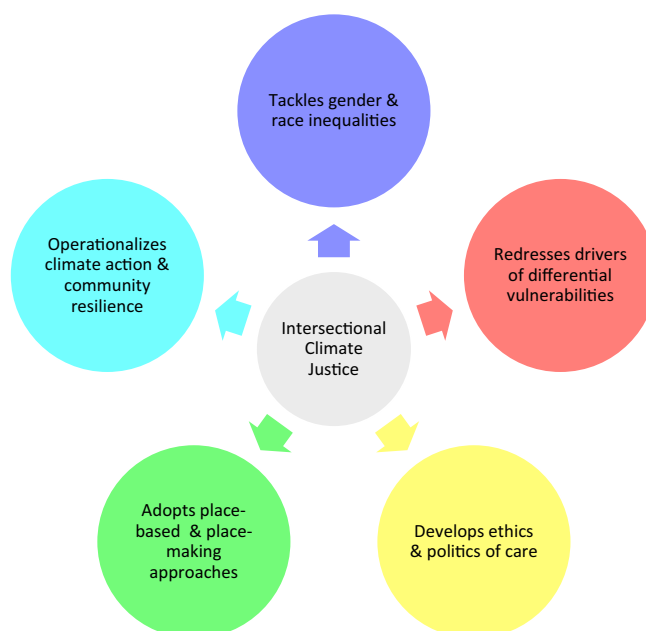 Tackles gender &
race inequalities
Operationalizes
climate action &
community
resilience
Redresses drivers
of differential
vulnerabilities
Intersectional
Climate
Justice
Adopts place-
based & place-
making
approaches
Develops ethics
& politics of care